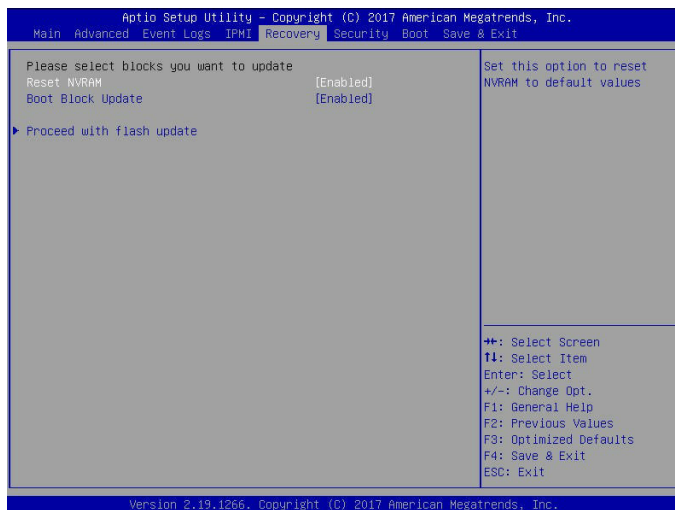 Aptio Setup Utility – Copyright (C) 2017 American Megatrends, Inc.
Main Advanced Event Logs IPMI Recovery Security Boot Save & Exit
Please select blocks you want to update
Reset NVRAM [Enabled]
Boot Block Update [Enabled]
▶ Proceed with flash update
Set this option to reset
NVRAM to default values
→←: Select Screen
↑↓: Select Item
Enter: Select
+/-: Change Opt.
F1: General Help
F2: Previous Values
F3: Optimized Defaults
F4: Save & Exit
ESC: Exit
Version 2.19.1266. Copyright (C) 2017 American Megatrends, Inc.